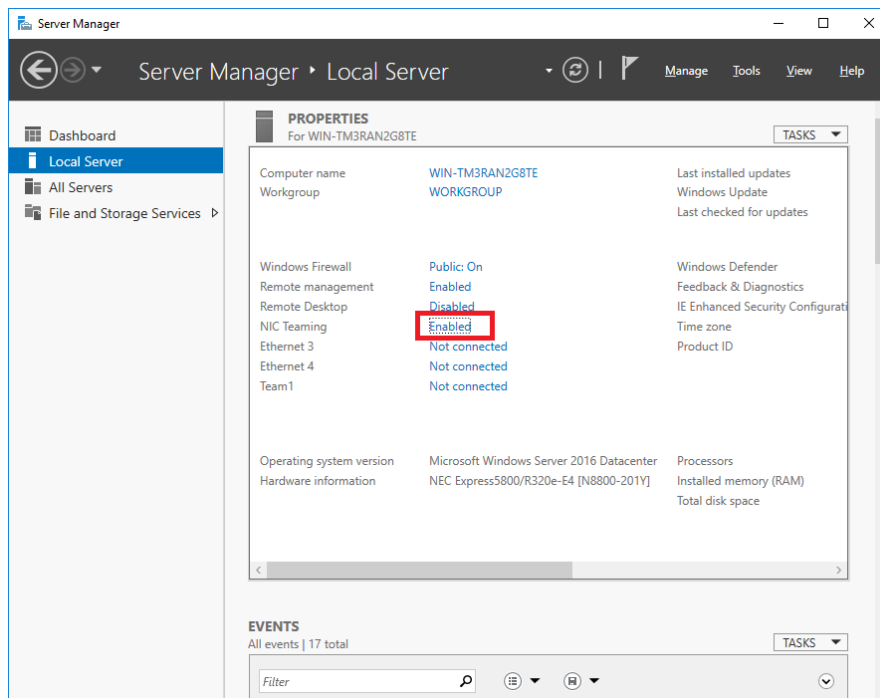 Server Manager
Server Manager ‣ Local Server
Manage Tools View Help
Dashboard
Local Server
All Servers
File and Storage Services
PROPERTIES
For WIN-TM3RAN2G8TE
TASKS
Computer name WIN-TM3RAN2G8TE Last installed updates
Workgroup WORKGROUP Windows Update
Last checked for updates
Windows Firewall Public: On Windows Defender
Remote management Enabled Feedback & Diagnostics
Remote Desktop Disabled IE Enhanced Security Configurati
NIC Teaming Enabled Time zone
Ethernet 3 Not connected Product ID
Ethernet 4 Not connected
Team1 Not connected
Operating system version Microsoft Windows Server 2016 Datacenter Processors
Hardware information NEC Express5800/R320e-E4 [N8800-201Y] Installed memory (RAM)
Total disk space
EVENTS
All events | 17 total
TASKS
Filter